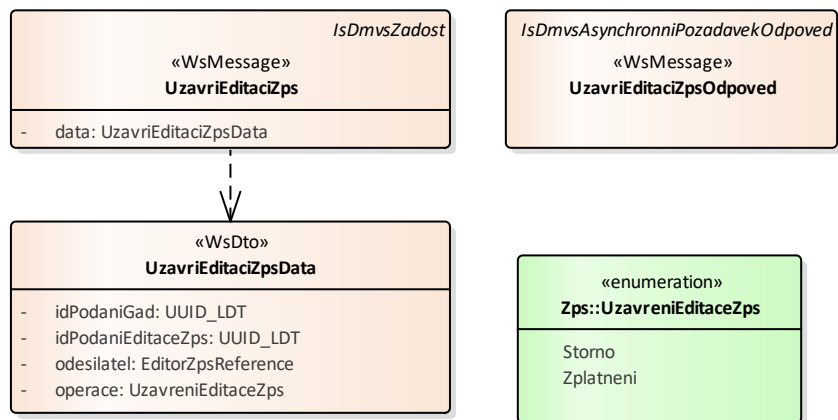 IsDmvsZadost
«WsMessage»
UzavriEditaciZps
- data: UzavriEditaciZpsData
IsDmvsAsynchronniPozadavekOdpoved
«WsMessage»
UzavriEditaciZpsOdpoved
«WsDto»
UzavriEditaciZpsData
- idPodaniGad: UUID_LDT
- idPodaniEditaceZps: UUID_LDT
- odesilatel: EditorZpsReference
- operace: UzavreniEditaceZps
«enumeration»
Zps::UzavreniEditaceZps
Storno
Zplatneni